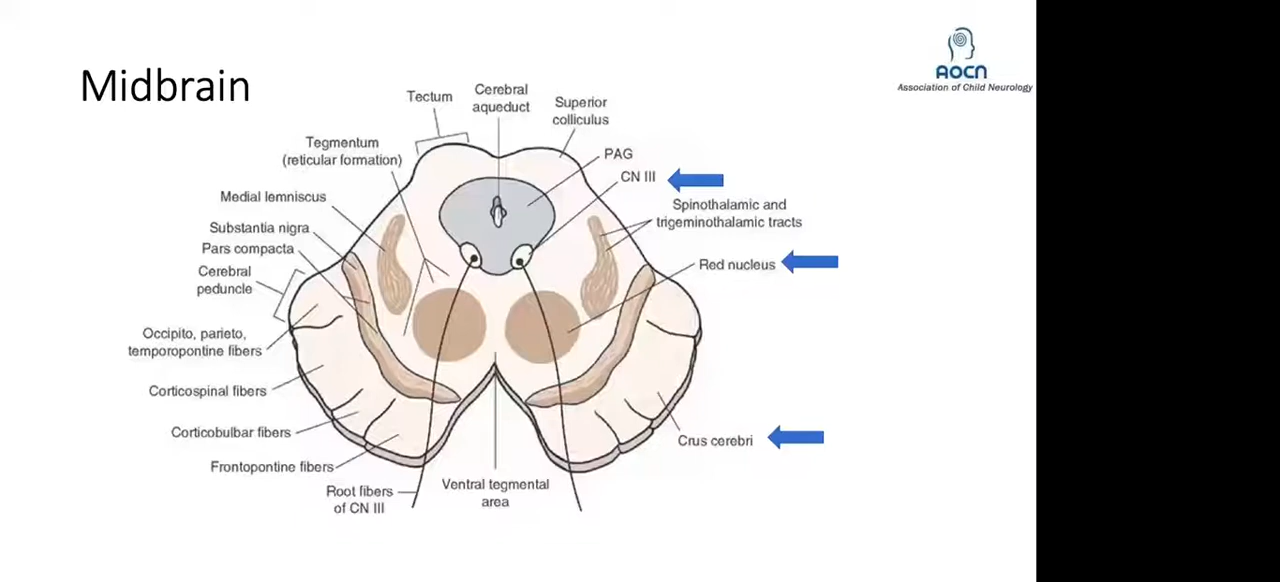 Midbrain
AOCN
Association of Child Neurology
Tectum
Cerebral
aqueduct
Superior
colliculus
Tegmentum
(reticular formation)
PAG
CN III
Medial lemniscus
Spinothalamic and
trigeminothalamic tracts
Substantia nigra
Pars compacta
Red nucleus
Cerebral
peduncle
Occipito, parieto,
temporopontine fibers
Corticospinal fibers
Corticobulbar fibers
Crus cerebri
Frontopontine fibers
Root fibers
of CN III
Ventral tegmental
area